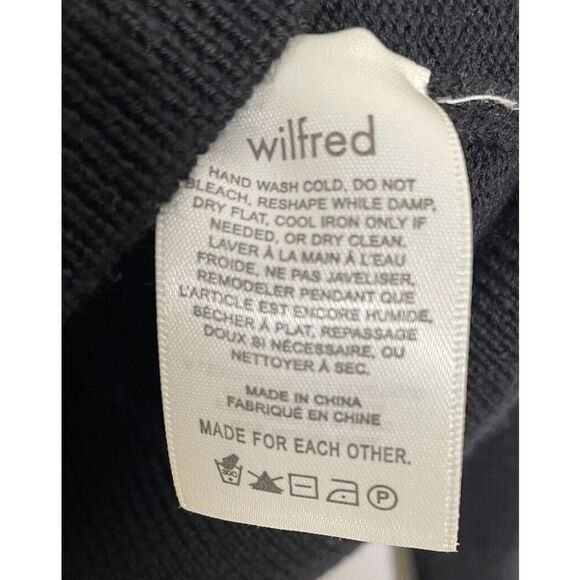 wilfred
HAND WASH COLD, DO NOT
BLEACH, RESHAPE WHILE DAMP,
DRY FLAT, COOL IRON ONLY IF
NEEDED, OR DRY CLEAN.
LAVER À LA MAIN À L'EAU
FROIDE, NE PAS JAVELISER,
REMODELER PENDANT QUE
L'ARTICLE EST ENCORE HUMIDE,
SÉCHER À PLAT, REPASSAGE
DOUX SI NÉCESSAIRE, OU
NETTOYER À SEC.
MADE IN CHINA
FABRIQUÉ EN CHINE
MADE FOR EACH OTHER.
30C P